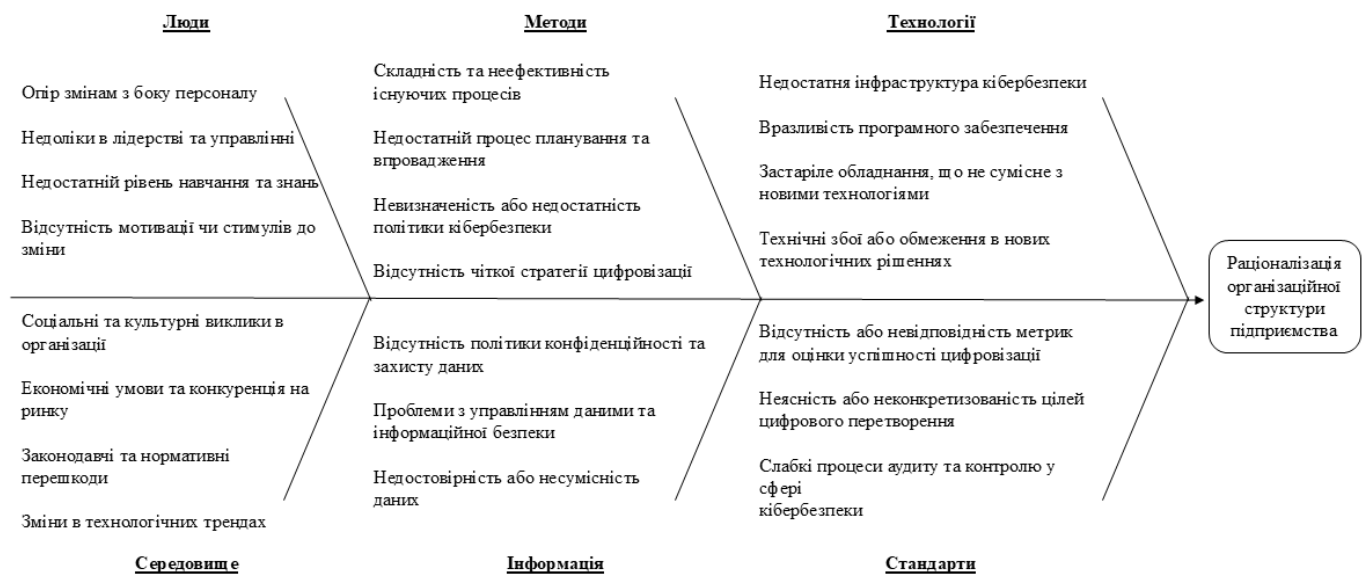 Люди
Методи
Технології
Опір змінам з боку персоналу
Недоліки в лідерстві та управлінні
Недостатній рівень навчання та знань
Відсутність мотивації чи стимулів до
зміни
Складність та неефективність
існуючих процесів
Недостатній процес планування та
впровадження
Невизначеність або недостатність
політики кібербезпеки
Відсутність чіткої стратегії цифровізації
Недостатня інфраструктура кібербезпеки
Вразливість програмного забезпечення
Застаріле обладнання, що не сумісне з
новими технологіями
Технічні збої або обмеження в нових
технологічних рішеннях
Раціоналізація
організаційної
структури
підприємства
Соціальні та культурні виклики в
організації
Економічні умови та конкуренція на
ринку
Законодавчі та нормативні
перешкоди
Зміни в технологічних трендах
Відсутність політики конфіденційності та
захисту даних
Проблеми з управлінням даними та
інформаційної безпеки
Недостовірність або несумісність
даних
Відсутність або невідповідність метрик
для оцінки успішності цифровізації
Неясність або неконкретизованість цілей
цифрового перетворення
Слабкі процеси аудиту та контролю у
сфері
кібербезпеки
Середовище
Інформація
Стандарти